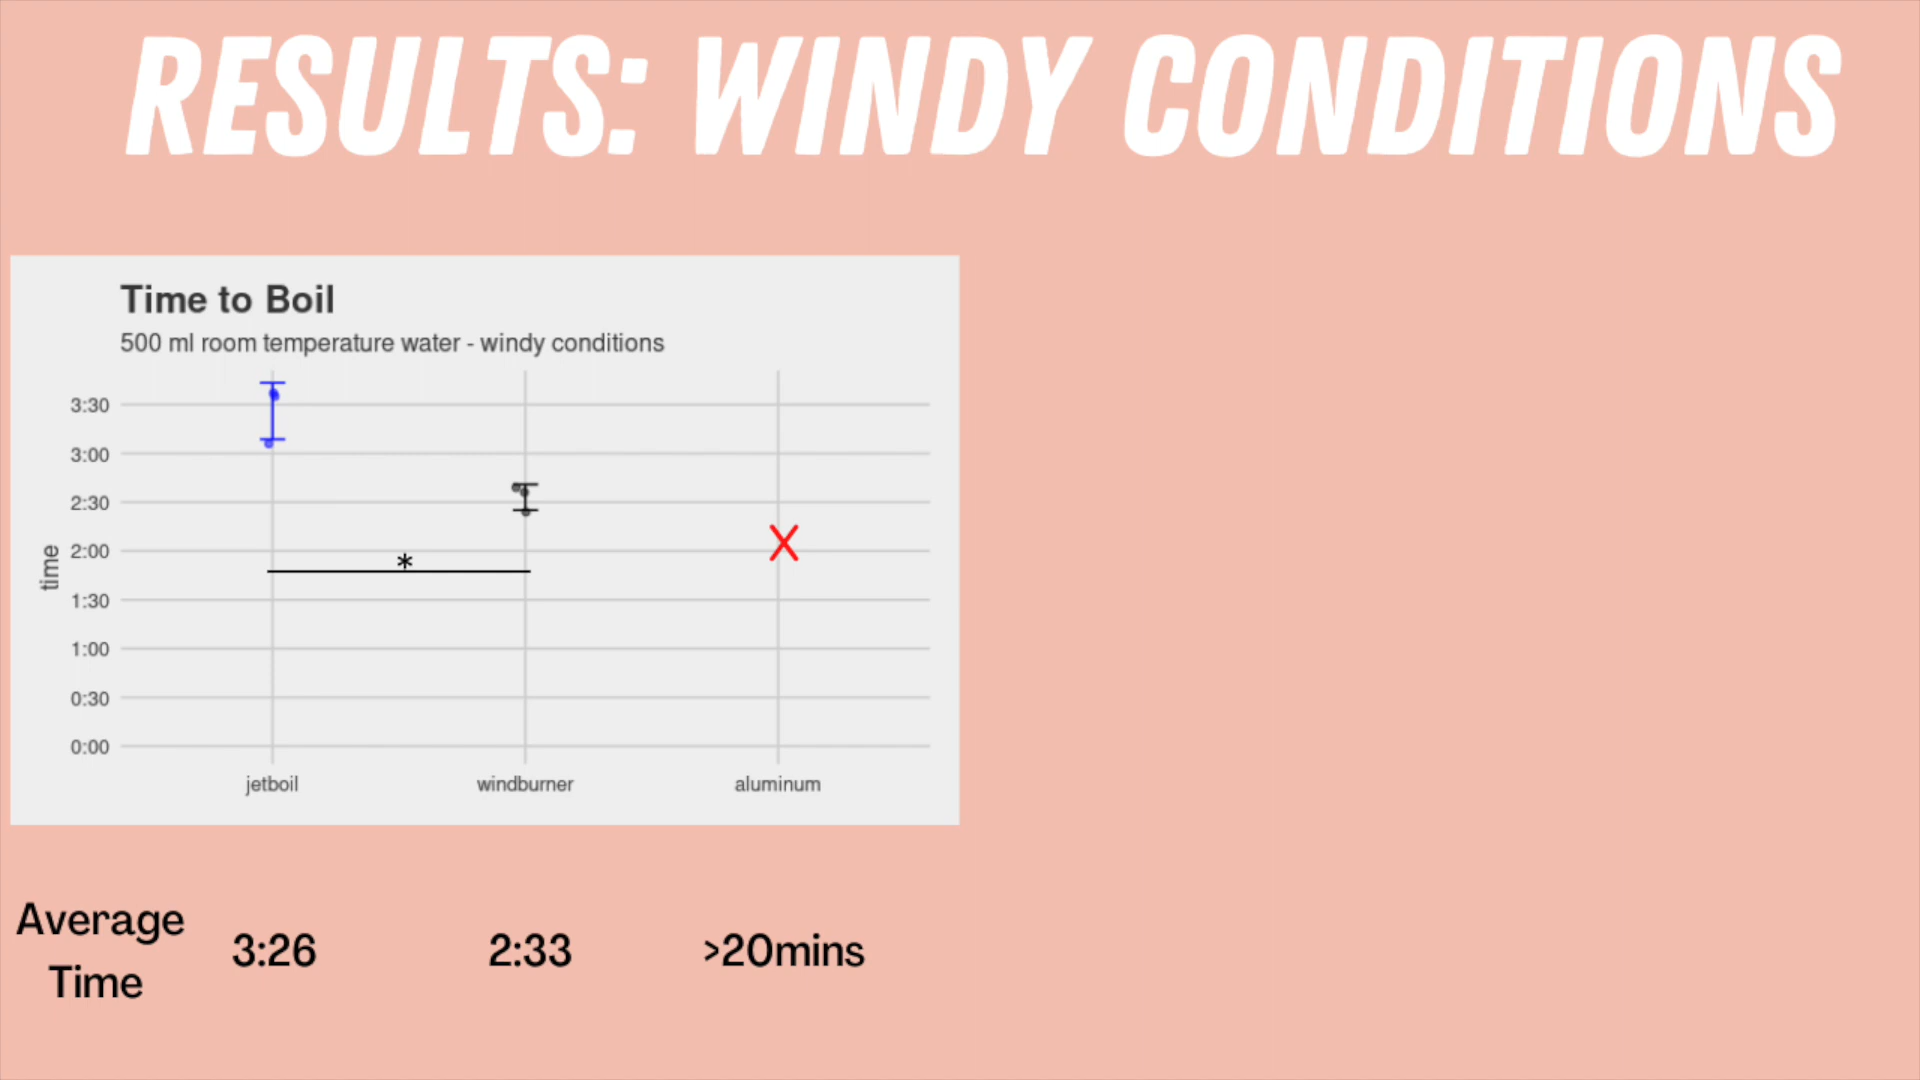 RESULTS: WINDY CONDITIONS
Time to Boil
500 ml room temperature water - windy conditions
time
3:30
3:00
2:30
2:00
1:30
1:00
0:30
0:00
*
X
jetboil windburner aluminum
Average Time 3:26 2:33 >20mins